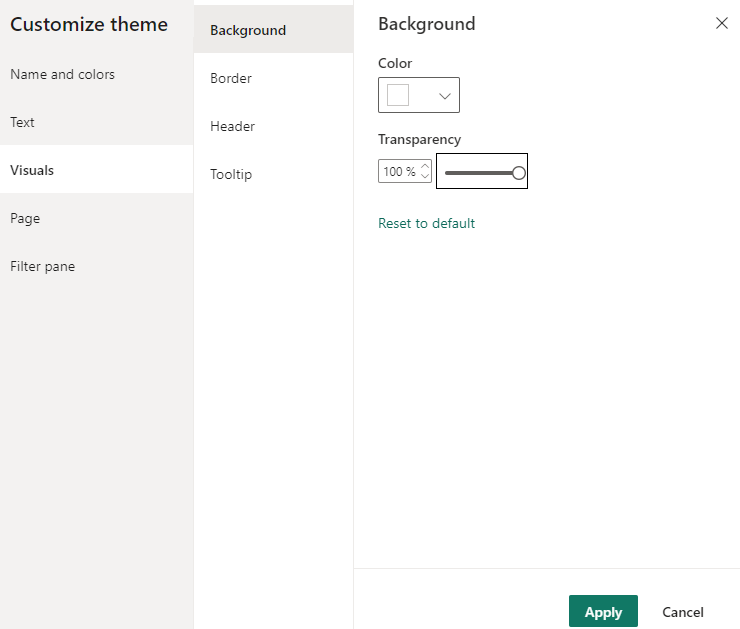 Customize theme
Name and colors
Text
Visuals
Page
Filter pane
Background
Border
Header
Tooltip
Background
Color
Transparency
100 %
Reset to default
Apply
Cancel